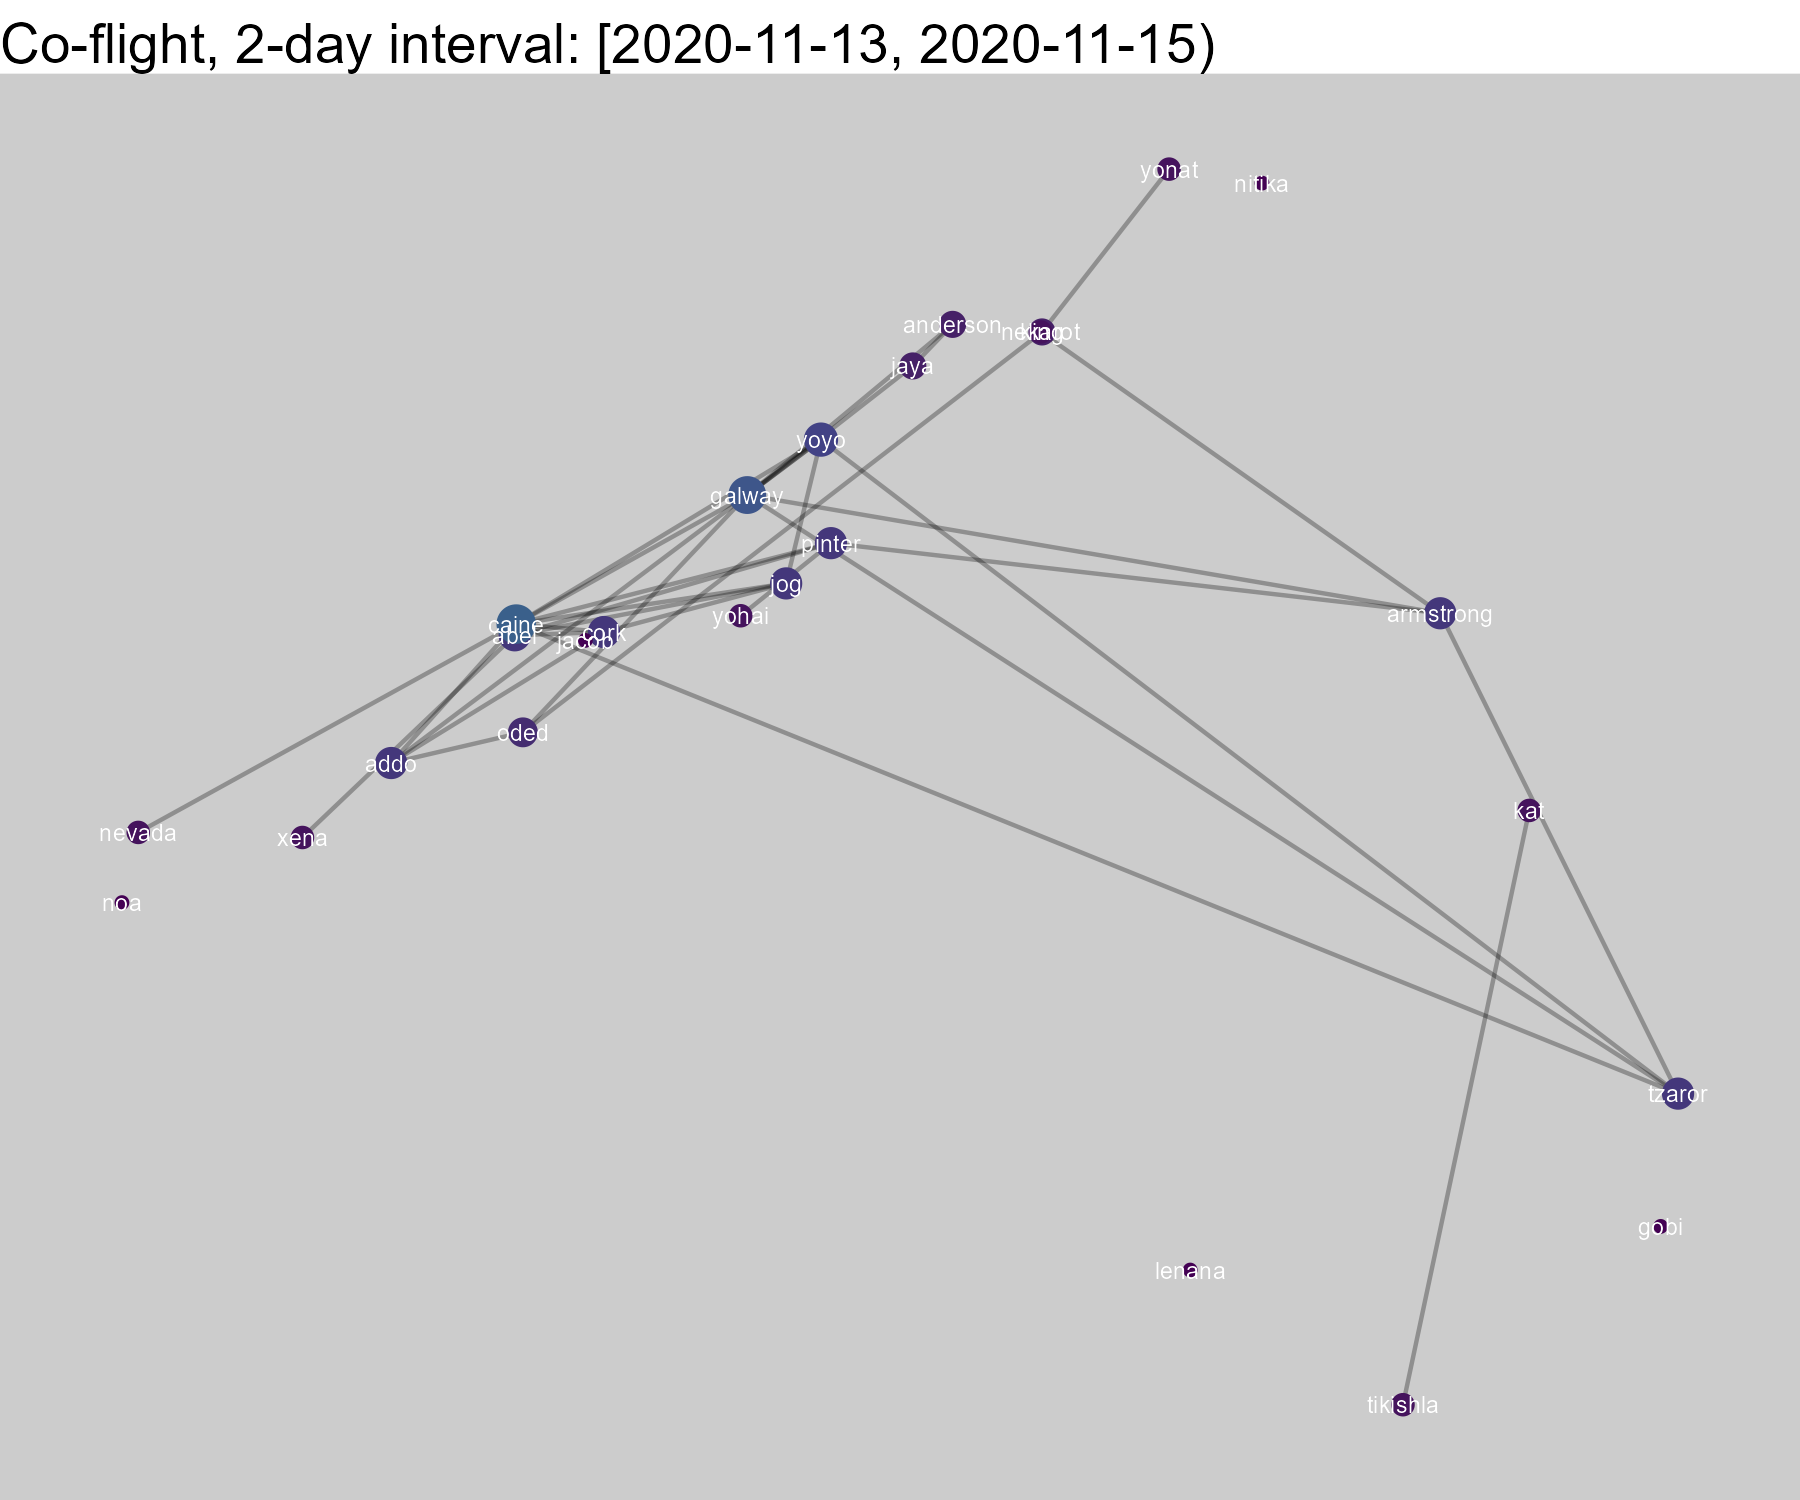 Co-flight, 2-day interval: [2020-11-13, 2020-11-15)
yonat
nitika
anderson
jaya
yoyo
galway
pinter
jog
armstrong
yohai
caine
abel
jacob
cork
oded
addo
kat
nevada
xena
noa
tzaror
gobi
lenana
tikishla